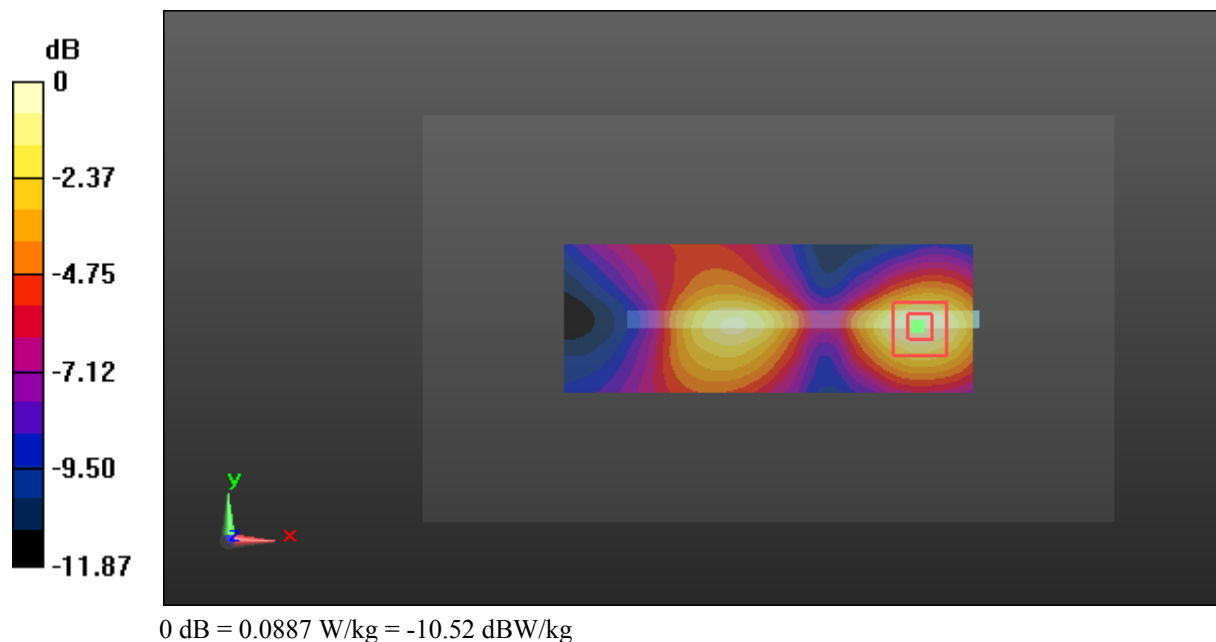 dB
0
-2.37
-4.75
-7.12
-9.50
-11.87
y
z
x
0 dB = 0.0887 W/kg = -10.52 dBW/kg